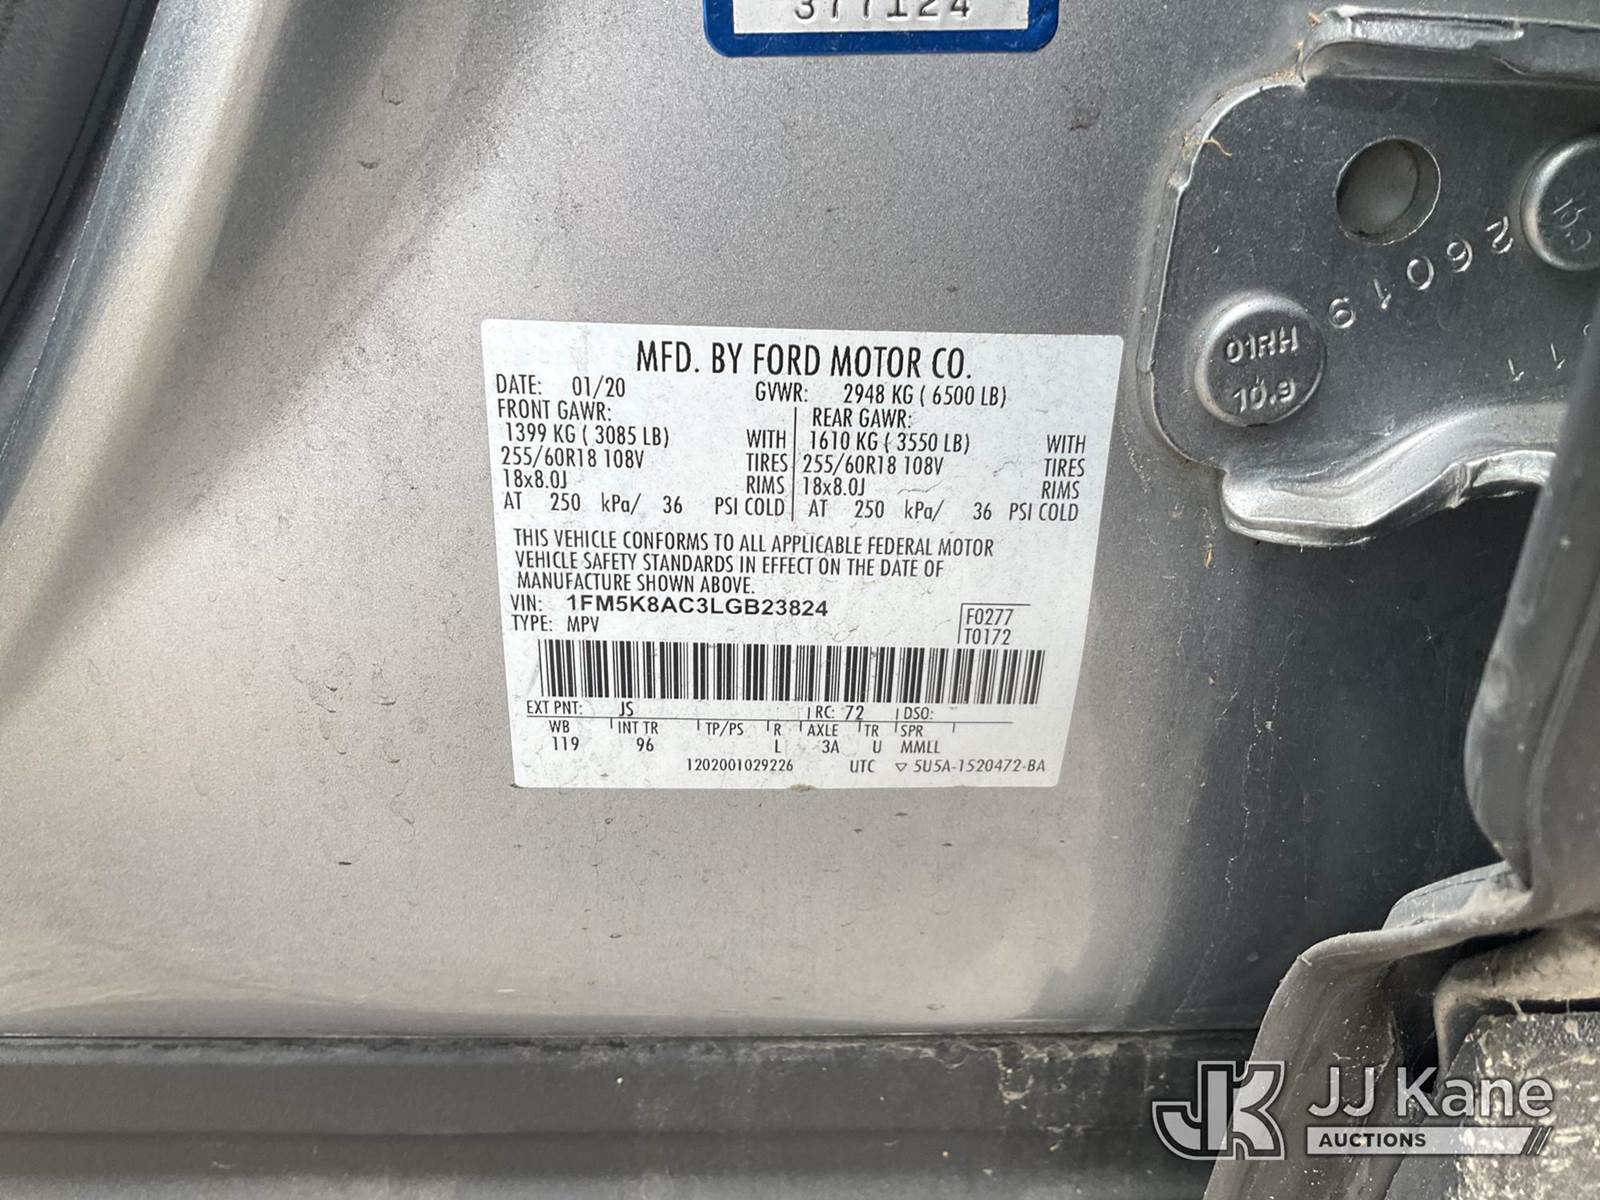 377124
MFD. BY FORD MOTOR CO.
DATE: 01/20 GVWR: 2948 KG ( 6500 LB)
FRONT GAWR: REAR GAWR:
1399 KG ( 3085 LB) WITH 1610 KG ( 3550 LB) WITH
255/60R18 108V TIRES 255/60R18 108V TIRES
18x8.0J RIMS 18x8.0J RIMS
AT 250 kPa/ 36 PSI COLD AT 250 kPa/ 36 PSI COLD
THIS VEHICLE CONFORMS TO ALL APPLICABLE FEDERAL MOTOR
VEHICLE SAFETY STANDARDS IN EFFECT ON THE DATE OF
MANUFACTURE SHOWN ABOVE.
VIN: 1FM5K8AC3LGB23824
TYPE: MPV
F0277
T0172
EXT PNT: JS RC: 72 DSO:
WB INT TR TP/PS R AXLE TR SPR
119 96 L 3A U MMLL
1202001029226 UTC ▽ 5U5A-1520472-BA
26019
01RH
10.9
11
JK JJ Kane
AUCTIONS